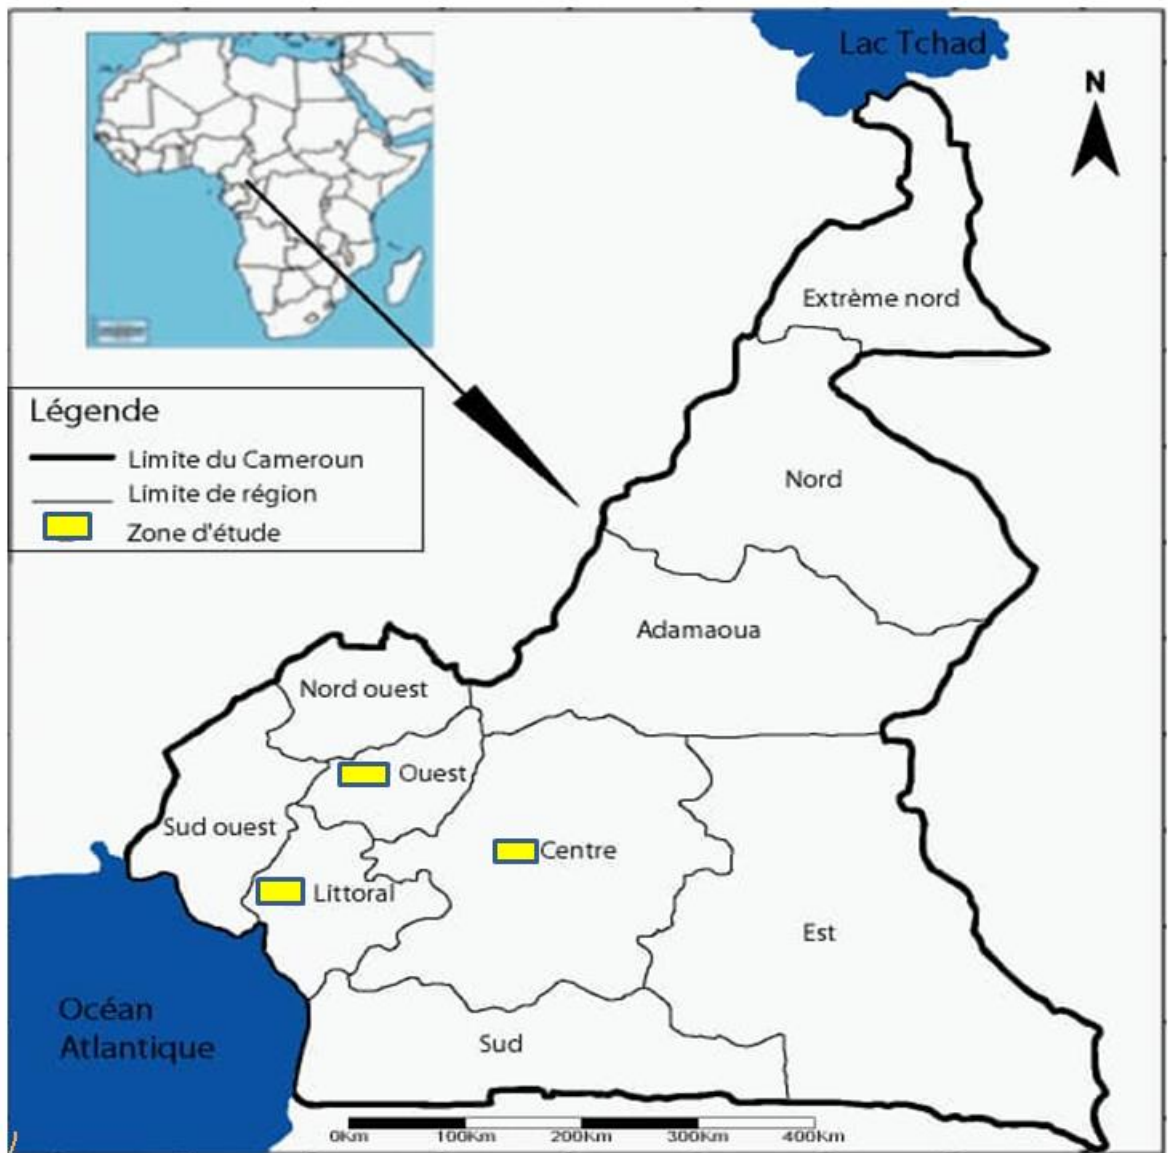 Lac Tchad
N
Extrème nord
Légende
Limite du Cameroun
Limite de région
Zone d'étude
Nord
Adamaoua
Nord ouest
Ouest
Sud ouest
Centre
Littoral
Est
Océan
Atlantique
Sud
0Km 100Km 200Km 300Km 400Km